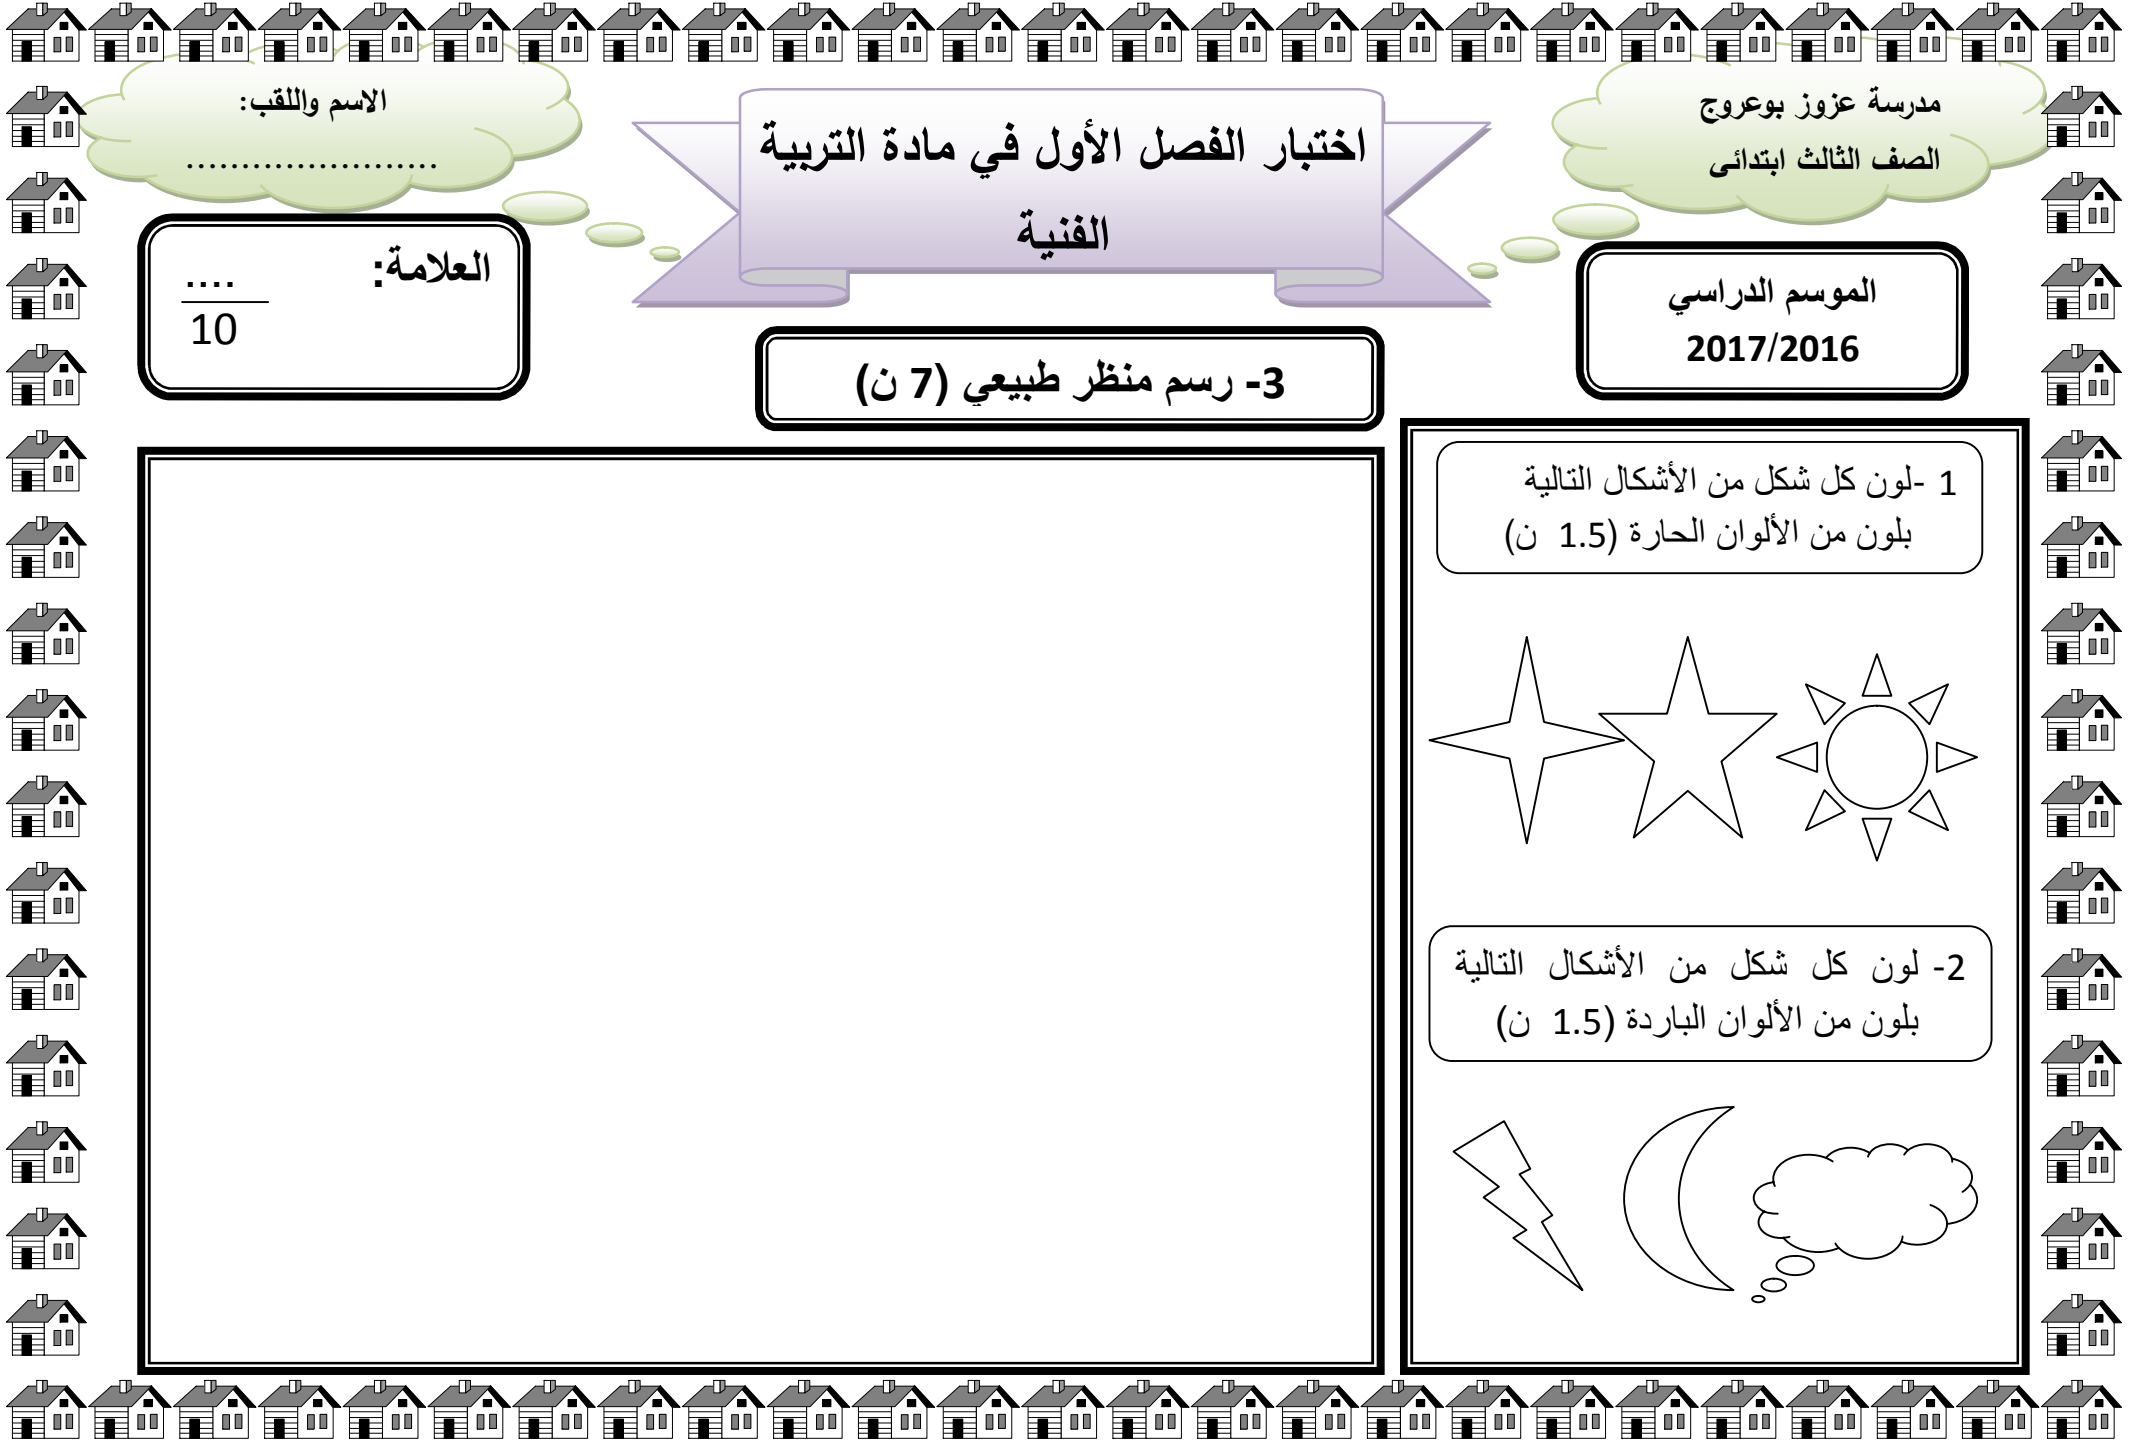 مدرسة عزوز بوعروج
الصف الثالث ابتدائى
الموسم الدراسي
2017/2016
اختبار الفصل الأول في مادة التربية
الفنية
الاسم واللقب:
.......................
العلامة:
....
10
1 -لون كل شكل من الأشكال التالية
بلون من الألوان الحارة (1.5 ن)
2- لون كل شكل من الأشكال التالية
بلون من الألوان الباردة (1.5 ن)
3- رسم منظر طبيعي (7 ن)